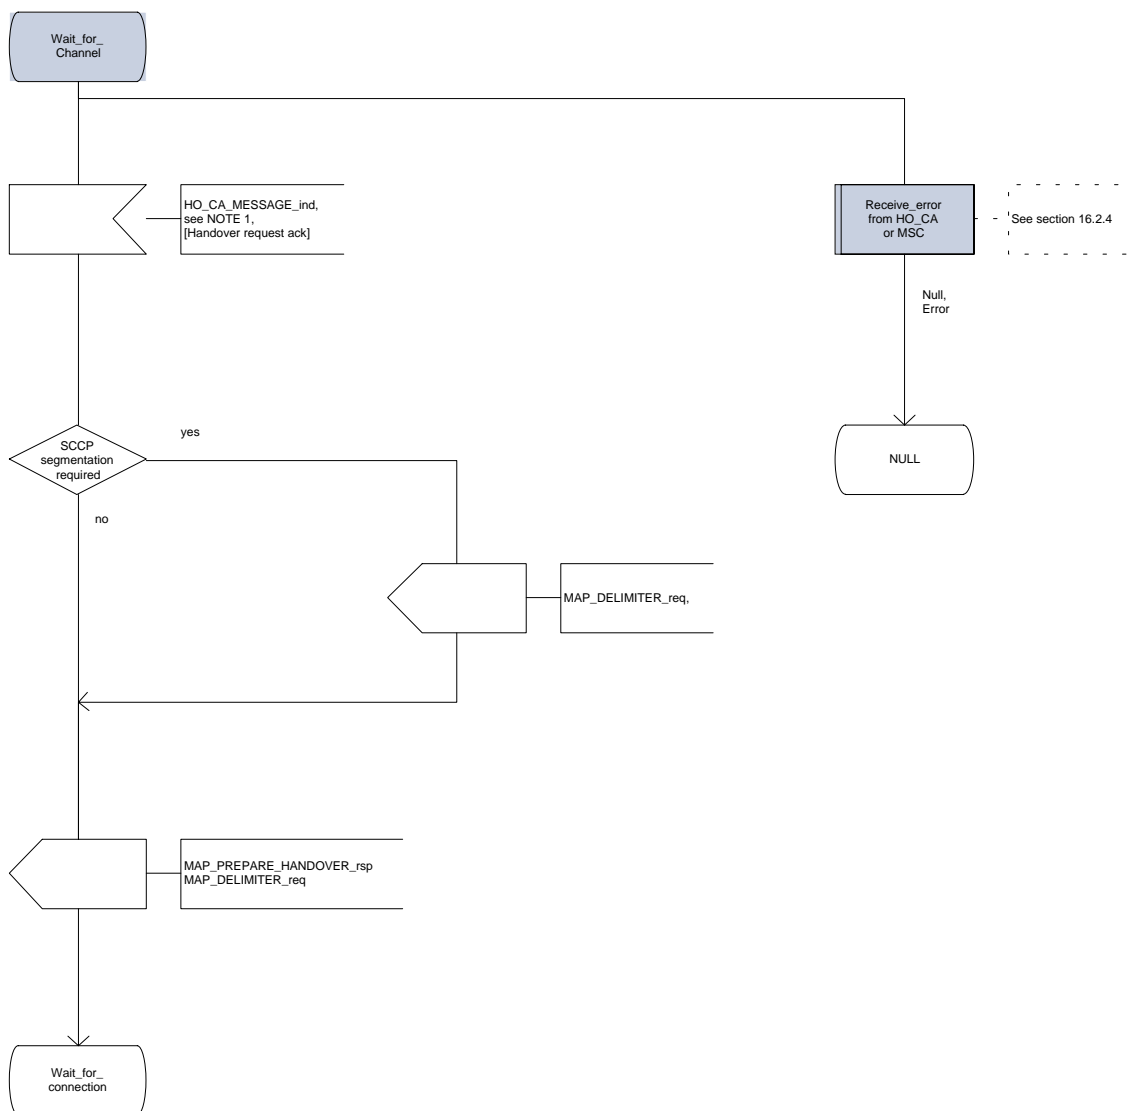 Wait_for_
Channel
HO_CA_MESSAGE_ind,
see NOTE 1,
[Handover request ack]
Receive_error
from HO_CA
or MSC
See section 16.2.4
Null,
Error
SCCP
segmentation
required
yes
NULL
no
MAP_DELIMITER_req,
MAP_PREPARE_HANDOVER_rsp
MAP_DELIMITER_req
Wait_for_
connection